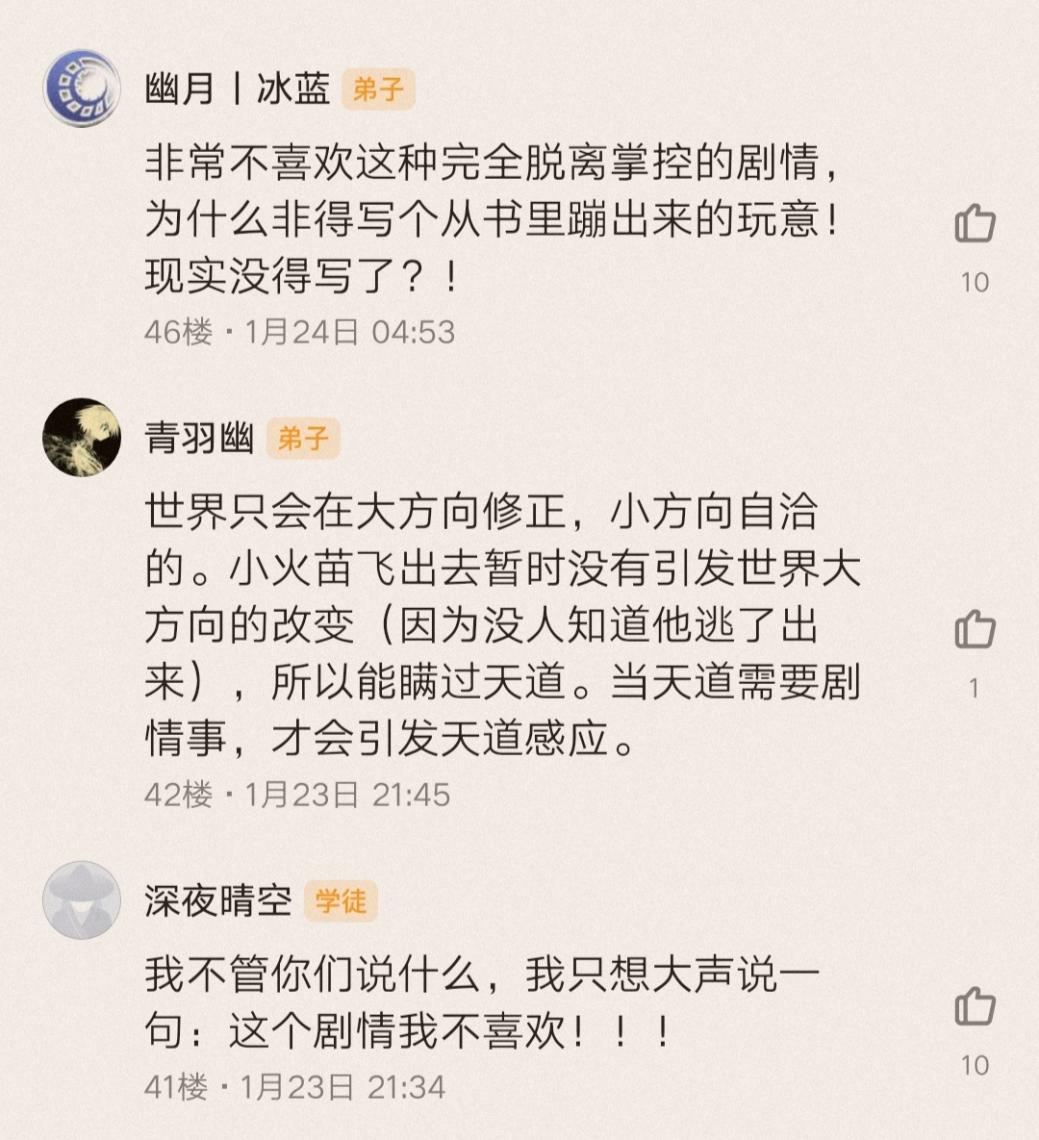 幽月丨冰蓝 弟子
非常不喜欢这种完全脱离掌控的剧情，
为什么非得写个从书里蹦出来的玩意！
现实没得写了？！
10
46楼·1月24日 04:53
青羽幽 弟子
世界只会在大方向修正，小方向自洽
的。小火苗飞出去暂时没有引发世界大
方向的改变（因为没人知道他逃了出
来），所以能瞒过天道。当天道需要剧
1
情事，才会引发天道感应。
42楼·1月23日 21:45
深夜晴空 学徒
我不管你们说什么，我只想大声说一
句：这个剧情我不喜欢！！！
10
41楼·1月23日 21:34